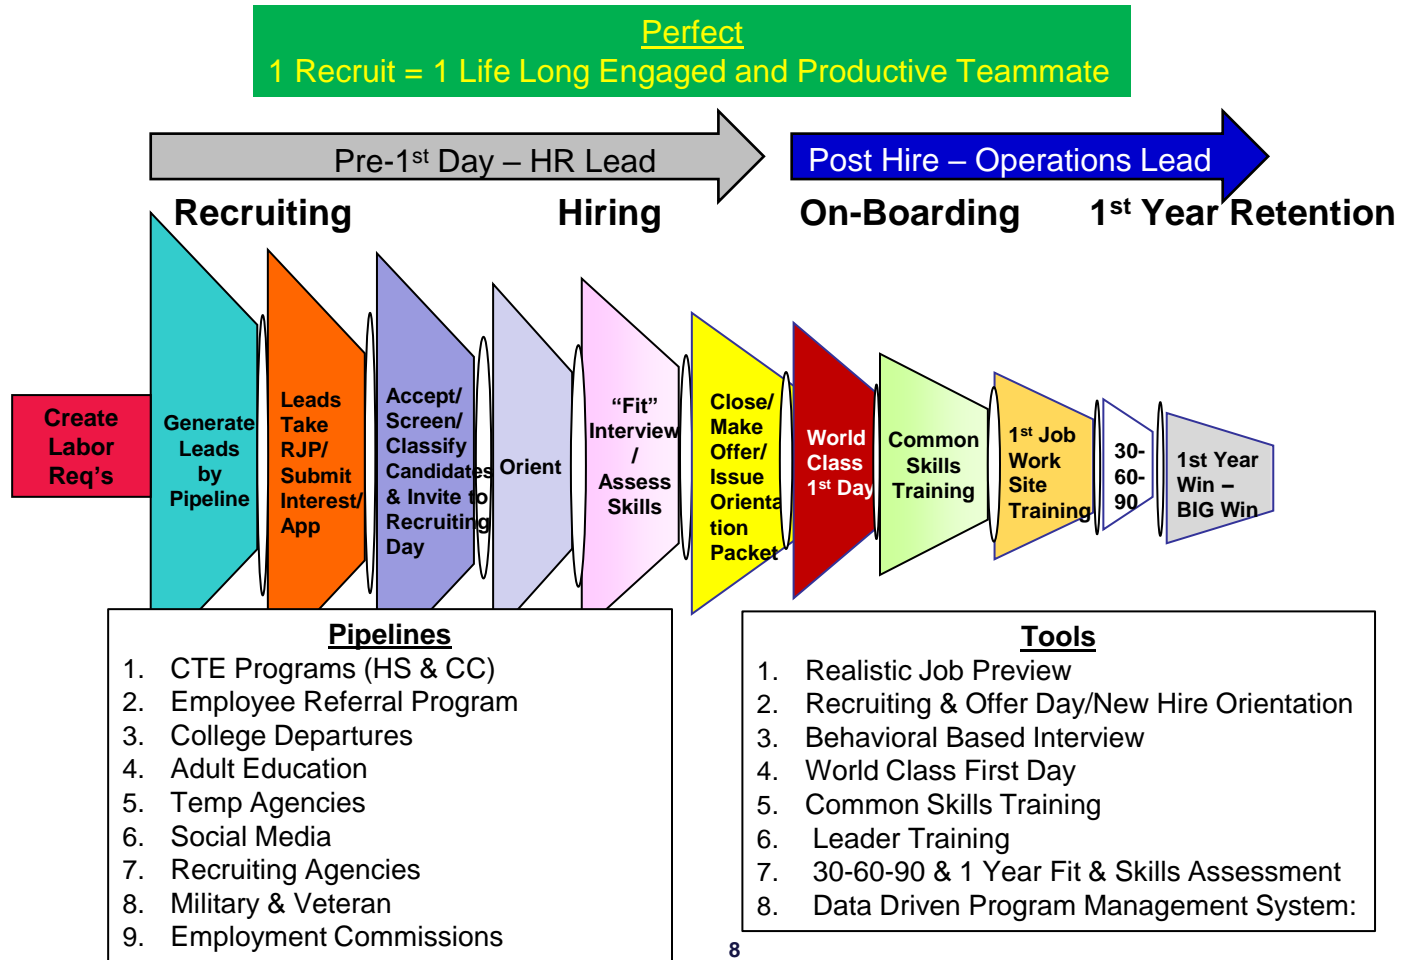 Perfect
1 Recruit = 1 Life Long Engaged and Productive Teammate
Pre-1st Day – HR Lead
Post Hire – Operations Lead
Recruiting
Hiring
On-Boarding
1st Year Retention
Create
Labor
Req's
Generate
Leads
by
Pipeline
Leads
Take
RJP/
Submit
Interest/
App
Accept/
Screen/
Classify
Candidates
& Invite to
Recruiting
Day
Orient
“Fit”
Interview
/
Assess
Skills
Close/
Make
Offer/
Issue
Orienta
tion
Packet
World
Class
1st Day
Common
Skills
Training
1st Job
Work
Site
Training
30-
60-
90
1st Year
Win –
BIG Win
Pipelines
1. CTE Programs (HS & CC)
2. Employee Referral Program
3. College Departures
4. Adult Education
5. Temp Agencies
6. Social Media
7. Recruiting Agencies
8. Military & Veteran
9. Employment Commissions
Tools
1. Realistic Job Preview
2. Recruiting & Offer Day/New Hire Orientation
3. Behavioral Based Interview
4. World Class First Day
5. Common Skills Training
6. Leader Training
7. 30-60-90 & 1 Year Fit & Skills Assessment
8. Data Driven Program Management System:
8